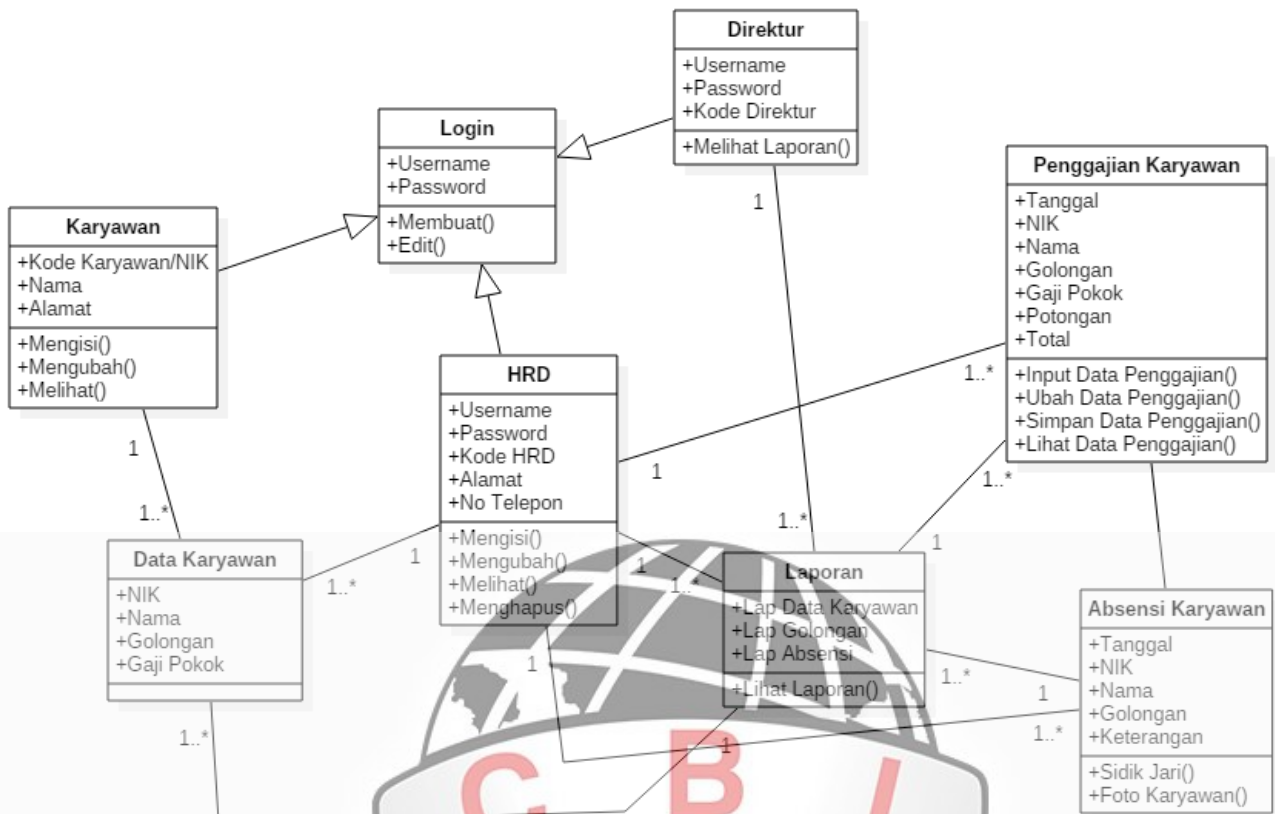 Direktur
+Username
+Password
+Kode Direktur
+Melihat Laporan()
Login
+Username
+Password
+Membuat()
+Edit()
Penggajian Karyawan
+Tanggal
+NIK
+Nama
+Golongan
+Gaji Pokok
+Potongan
+Total
+Input Data Penggajian()
+Ubah Data Penggajian()
+Simpan Data Penggajian()
+Lihat Data Penggajian()
Karyawan
+Kode Karyawan/NIK
+Nama
+Alamat
+Mengisi()
+Mengubah()
+Melihat()
HRD
+Username
+Password
+Kode HRD
+Alamat
+No Telepon
+Mengisi()
+Mengubah()
+Melihat()
+Menghapus()
1
1..*
1
1..*
1
1..*
1
1..*
1..*
1
Data Karyawan
+NIK
+Nama
+Golongan
+Gaji Pokok
1..*
1
1..*
Laporan
+Lap Data Karyawan
+Lap Golongan
+Lap Absensi
+Lihat Laporan()
1..*
1
1
1..*
1
Absensi Karyawan
+Tanggal
+NIK
+Nama
+Golongan
+Keterangan
+Sidik Jari()
+Foto Karyawan()
C B I